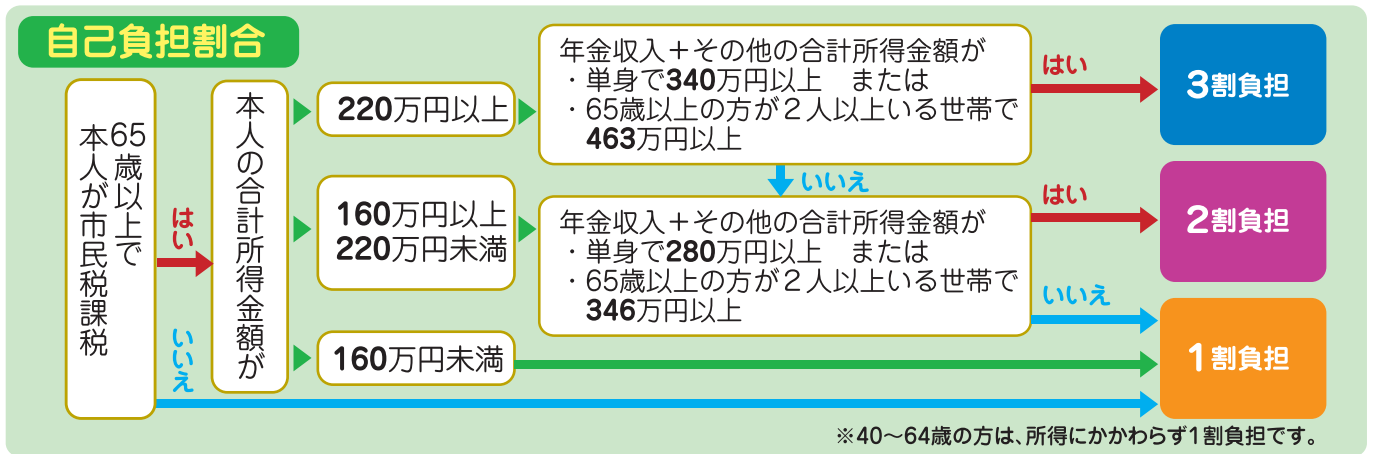 自己負担割合
65歳以上で
本人が市民税課税
はい
いいえ
本人の合計所得金額が
220万円以上
160万円以上
220万円未満
160万円未満
年金収入＋その他の合計所得金額が
・単身で340万円以上　または
・65歳以上の方が２人以上いる世帯で
463万円以上
はい
いいえ
年金収入＋その他の合計所得金額が
・単身で280万円以上　または
・65歳以上の方が２人以上いる世帯で
346万円以上
はい
いいえ
3割負担
2割負担
1割負担
※40～64歳の方は、所得にかかわらず1割負担です。